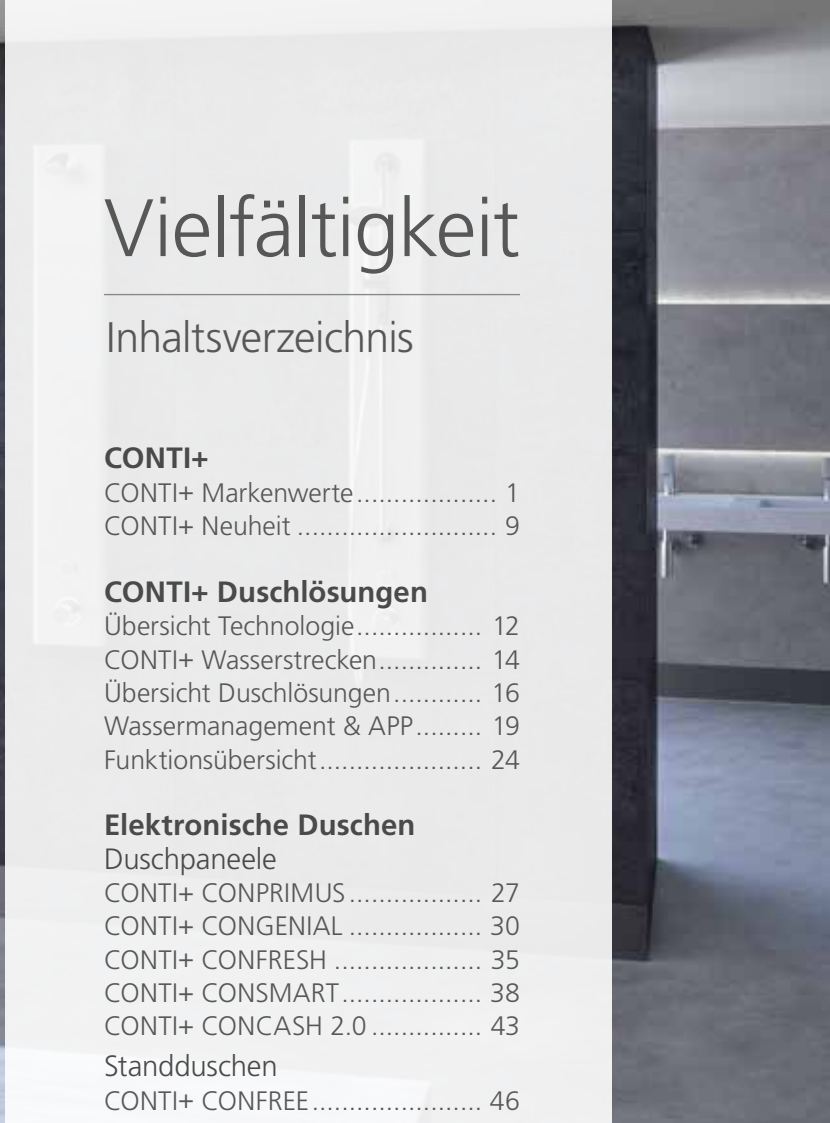 Vielfältigkeit
Inhaltsverzeichnis
CONTI+
CONTI+ Markenwerte................... 1
CONTI+ Neuheit ........................... 9
CONTI+ Duschlösungen
Übersicht Technologie................. 12
CONTI+ Wasserstrecken.............. 14
Übersicht Duschlösungen............ 16
Wassermanagement & APP......... 19
Funktionsübersicht...................... 24
Elektronische Duschen
Duschpaneele
CONTI+ CONPRIMUS.................. 27
CONTI+ CONGENIAL .................. 30
CONTI+ CONFRESH .................... 35
CONTI+ CONSMART................... 38
CONTI+ CONCASH 2.0 ............... 43
Standduschen
CONTI+ CONFREE....................... 46